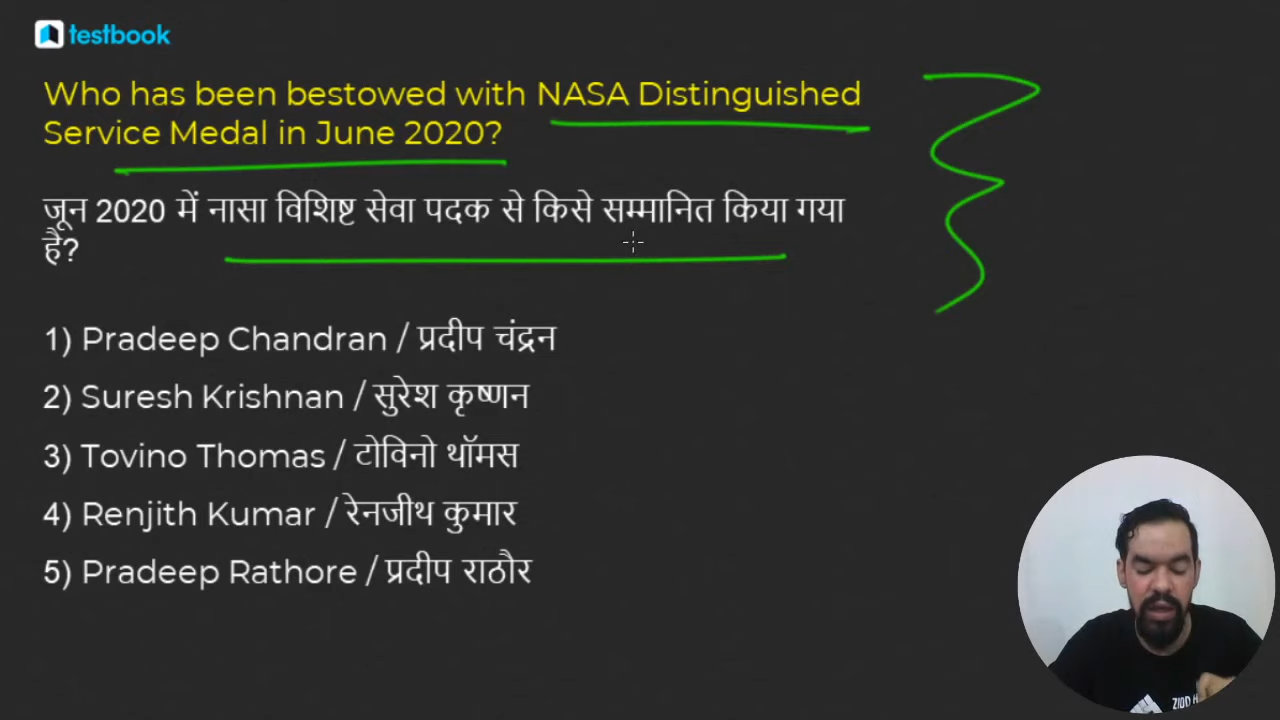 testbook
Who has been bestowed with NASA Distinguished
Service Medal in June 2020?
जून 2020 में नासा विशिष्ट सेवा पदक से किसे सम्मानित किया गया
है?
1) Pradeep Chandran / प्रदीप चंद्रन
2) Suresh Krishnan / सुरेश कृष्णन
3) Tovino Thomas / टोविनो थॉमस
4) Renjith Kumar / रेनजीथ कुमार
5) Pradeep Rathore / प्रदीप राठौर